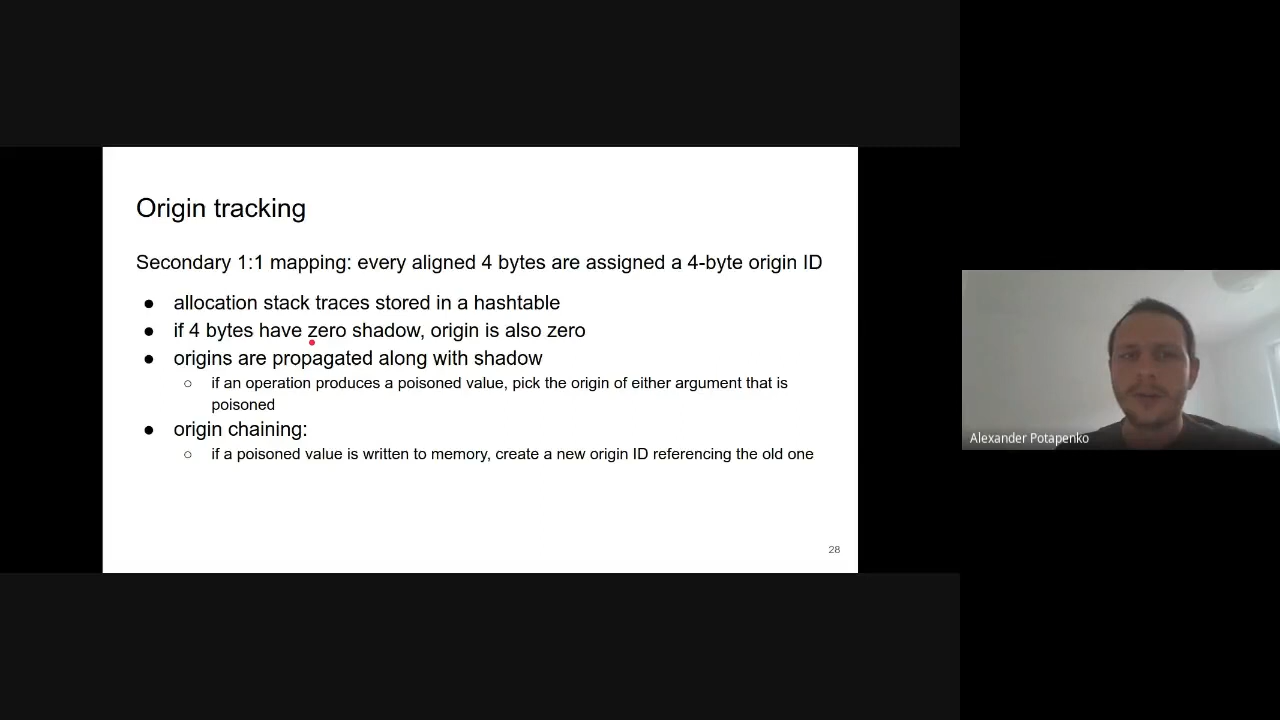 Origin tracking
Secondary 1:1 mapping: every aligned 4 bytes are assigned a 4-byte origin ID
● allocation stack traces stored in a hashtable
● if 4 bytes have zero shadow, origin is also zero
● origins are propagated along with shadow
○ if an operation produces a poisoned value, pick the origin of either argument that is
poisoned
● origin chaining:
○ if a poisoned value is written to memory, create a new origin ID referencing the old one
28
Alexander Potapenko